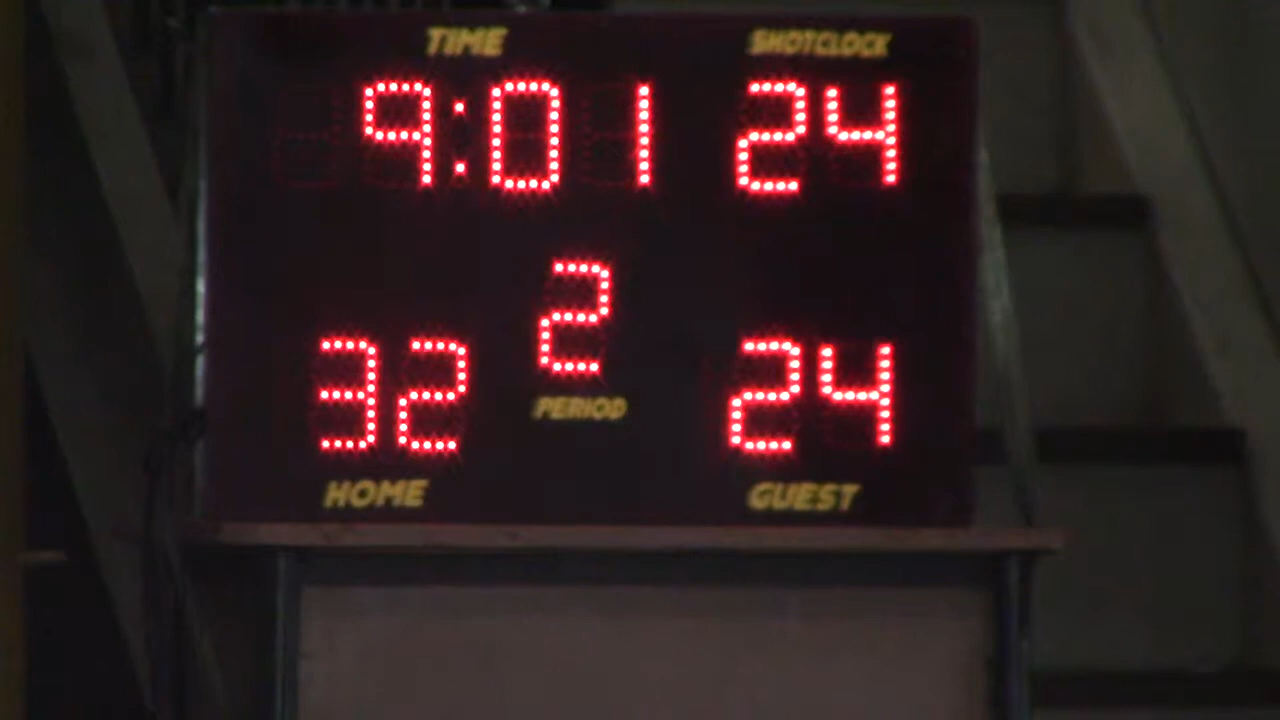 TIME SHOTCLOCK
9:01 24
2
PERIOD
32 24
HOME GUEST